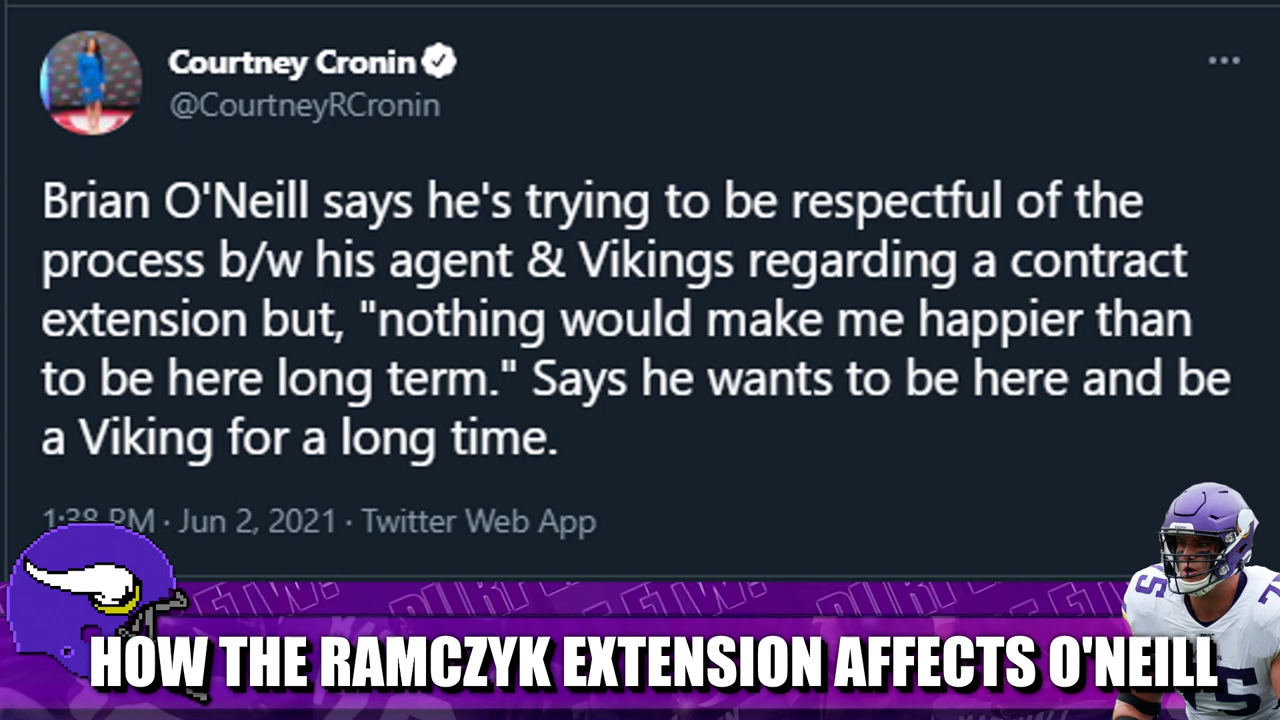 Courtney Cronin
@CourtneyRCronin
Brian O'Neill says he's trying to be respectful of the
process b/w his agent & Vikings regarding a contract
extension but, "nothing would make me happier than
to be here long term." Says he wants to be here and be
a Viking for a long time.
1:38 PM · Jun 2, 2021 · Twitter Web App
HOW THE RAMCZYK EXTENSION AFFECTS O'NEILL